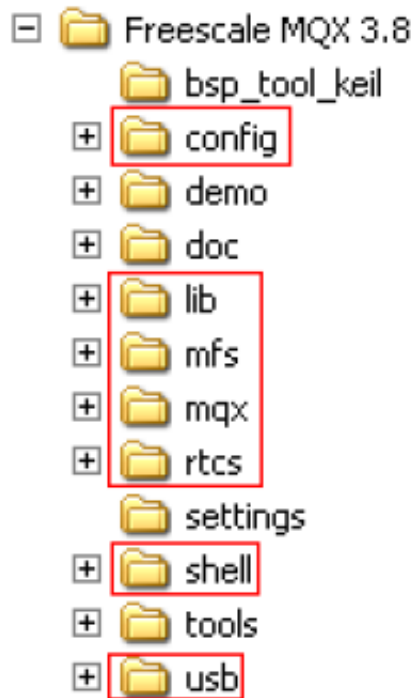 Freescale MQX 3.8
bsp_tool_keil
config
demo
doc
lib
mfs
mqx
rtcs
settings
shell
tools
usb